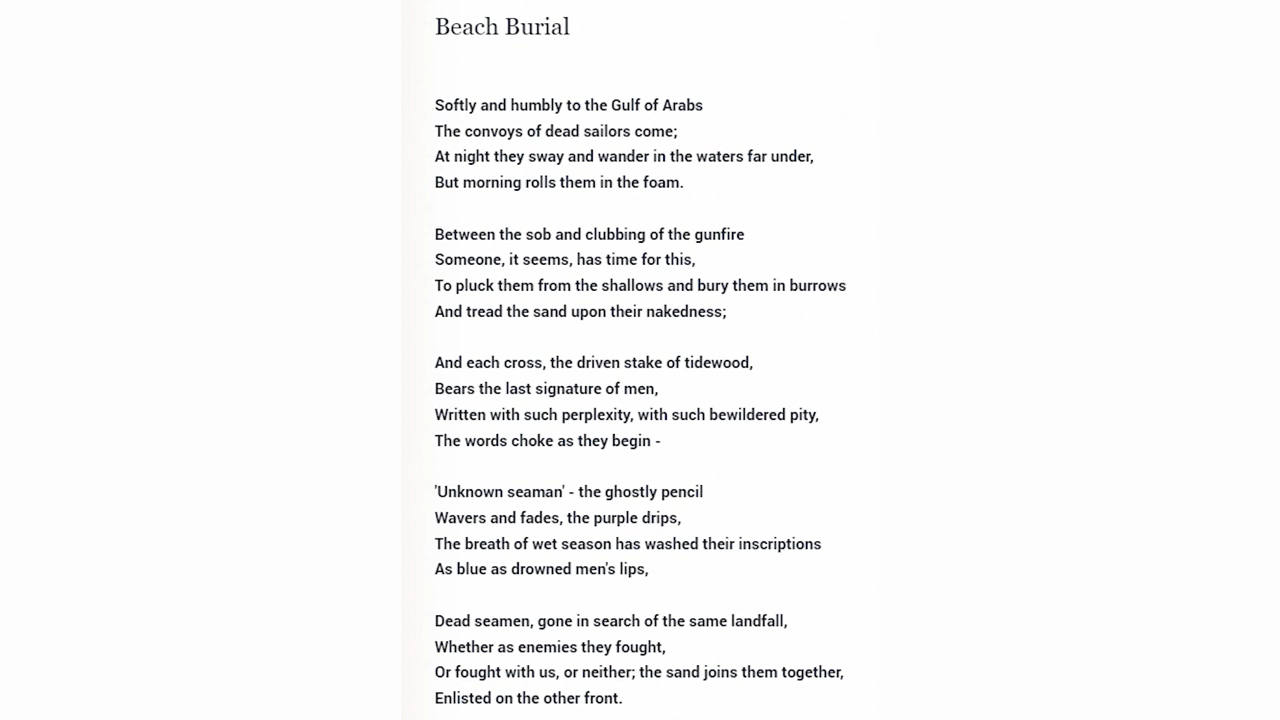 Beach Burial
Softly and humbly to the Gulf of Arabs
The convoys of dead sailors come;
At night they sway and wander in the waters far under,
But morning rolls them in the foam.
Between the sob and clubbing of the gunfire
Someone, it seems, has time for this,
To pluck them from the shallows and bury them in burrows
And tread the sand upon their nakedness;
And each cross, the driven stake of tidewood,
Bears the last signature of men,
Written with such perplexity, with such bewildered pity,
The words choke as they begin -
'Unknown seaman' - the ghostly pencil
Wavers and fades, the purple drips,
The breath of wet season has washed their inscriptions
As blue as drowned men's lips,
Dead seamen, gone in search of the same landfall,
Whether as enemies they fought,
Or fought with us, or neither; the sand joins them together,
Enlisted on the other front.